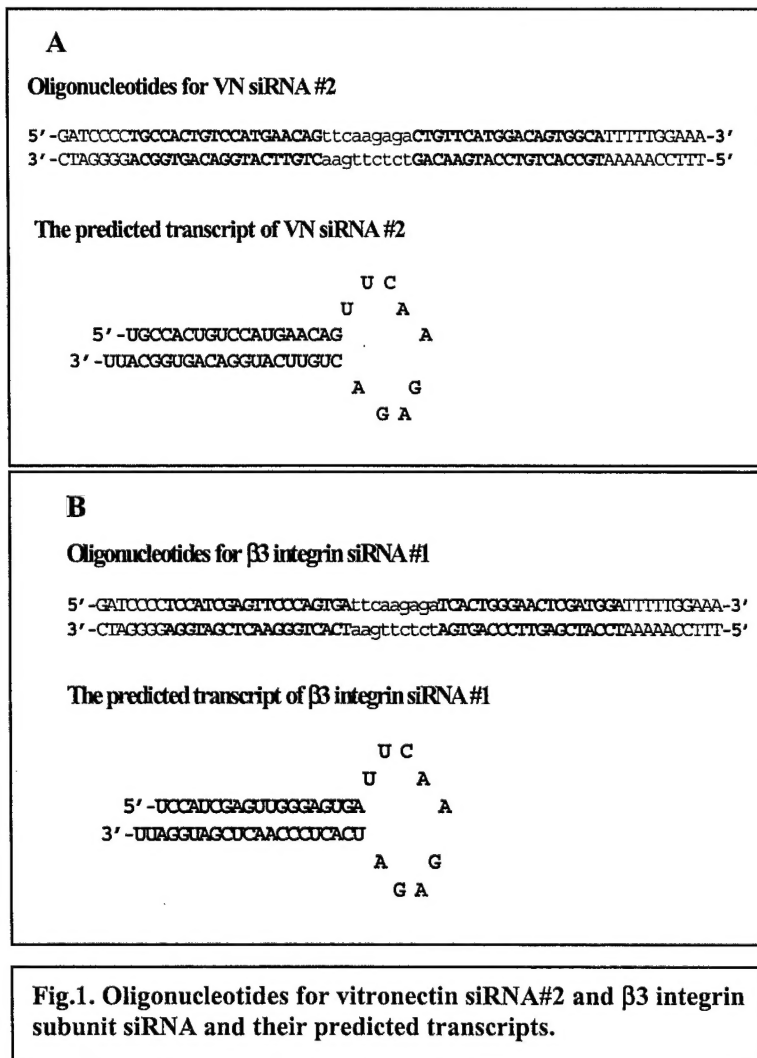 A
Oligonucleotides for VN siRNA #2
5'-GATCCCCTGCCACTGTCCATGAACAGttcaagagaCTGTTCATGGACAGTGGCATTTTTGGAAA-3'
3'-CTAGGGGACGGTGACAGGTACTTGTCaagttctctGACAAGTACCTGTCACCGTAAAAACCTTT-5'
The predicted transcript of VN siRNA #2
U C
U A
5'-UGCCACUGUCCAUGAACAG A
3'-UUACGGUGACAGGUACUUGUC
A G
G A
B
Oligonucleotides for β3 integrin siRNA #1
5'-GATCCCCTCCATCGAGTTCCCAGTGAttcaagagaTCACTGGGAACTCGATGGATTTTTGGAAA-3'
3'-CTAGGGGAGGTAGCTCAAGGGTCACTaagttctctAGTGACCCTTGAGCTACCTAAAAACCTTT-5'
The predicted transcript of β3 integrin siRNA #1
U C
U A
5'-UCCAUCGAGUUGGGAGUGA A
3'-UUAGGUAGCUCAACCCUCACU
A G
G A
Fig.1. Oligonucleotides for vitronectin siRNA#2 and β3 integrin
subunit siRNA and their predicted transcripts.